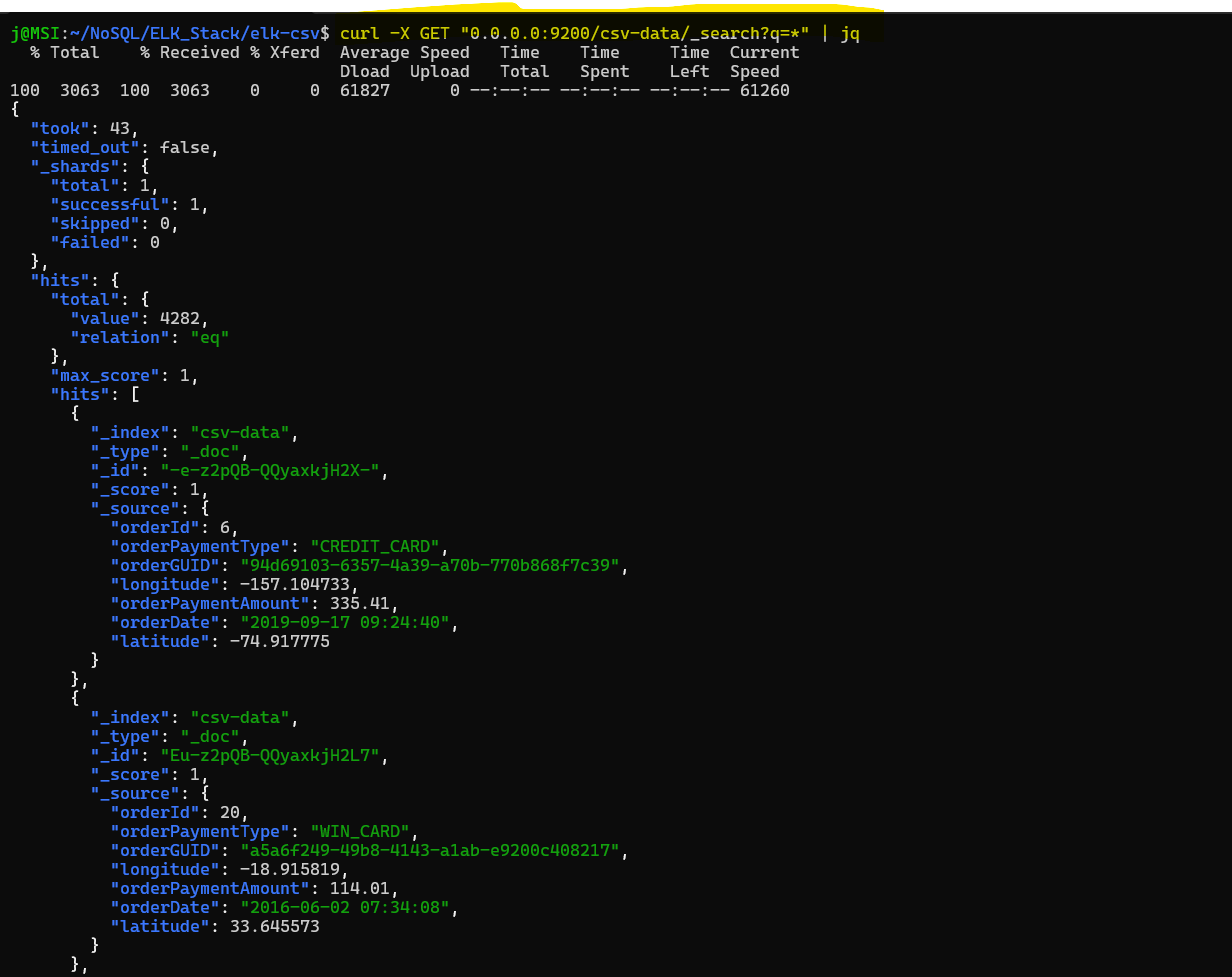 j@MSI:~/NoSQL/ELK_Stack/elk-csv$ curl -X GET "0.0.0.0:9200/csv-data/_search?q=*" | jq
  % Total    % Received % Xferd  Average Speed   Time    Time     Time  Current
                                 Dload  Upload   Total   Spent    Left  Speed
100  3063  100  3063    0     0  61827      0 --:--:-- --:--:-- --:--:-- 61260
{
  "took": 43,
  "timed_out": false,
  "_shards": {
    "total": 1,
    "successful": 1,
    "skipped": 0,
    "failed": 0
  },
  "hits": {
    "total": {
      "value": 4282,
      "relation": "eq"
    },
    "max_score": 1,
    "hits": [
      {
        "_index": "csv-data",
        "_type": "_doc",
        "_id": "-e-z2pQB-QQyaxkjH2X-",
        "_score": 1,
        "_source": {
          "orderId": 6,
          "orderPaymentType": "CREDIT_CARD",
          "orderGUID": "94d69103-6357-4a39-a70b-770b868f7c39",
          "longitude": -157.104733,
          "orderPaymentAmount": 335.41,
          "orderDate": "2019-09-17 09:24:40",
          "latitude": -74.917775
        }
      },
      {
        "_index": "csv-data",
        "_type": "_doc",
        "_id": "Eu-z2pQB-QQyaxkjH2L7",
        "_score": 1,
        "_source": {
          "orderId": 20,
          "orderPaymentType": "WIN_CARD",
          "orderGUID": "a5a6f249-49b8-4143-a1ab-e9200c408217",
          "longitude": -18.915819,
          "orderPaymentAmount": 114.01,
          "orderDate": "2016-06-02 07:34:08",
          "latitude": 33.645573
        }
      },